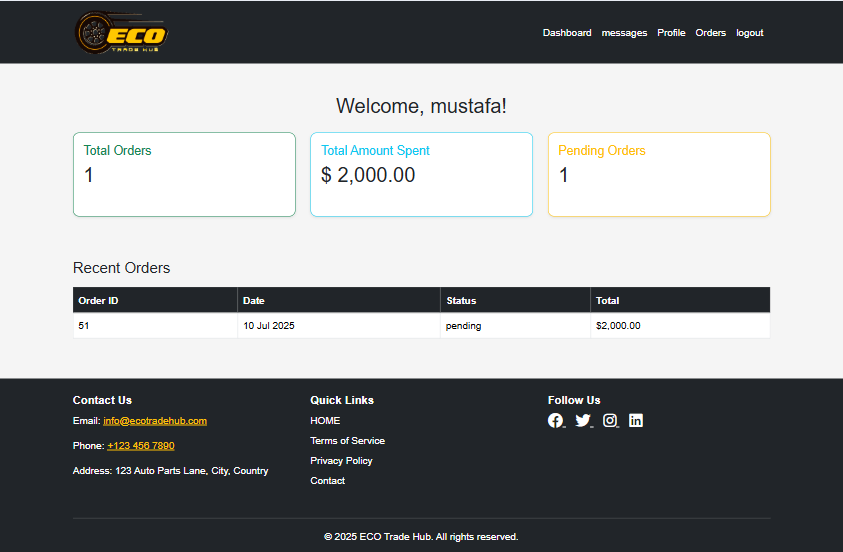 ECO
TRADE HUB
Dashboard messages Profile Orders logout
Welcome, mustafa!
Total Orders
1
Total Amount Spent
$ 2,000.00
Pending Orders
1
Recent Orders
Order ID Date Status Total
51 10 Jul 2025 pending $2,000.00
Contact Us
Email: info@ecotradehub.com
Phone: +123 456 7890
Address: 123 Auto Parts Lane, City, Country
Quick Links
HOME
Terms of Service
Privacy Policy
Contact
Follow Us
© 2025 ECO Trade Hub. All rights reserved.